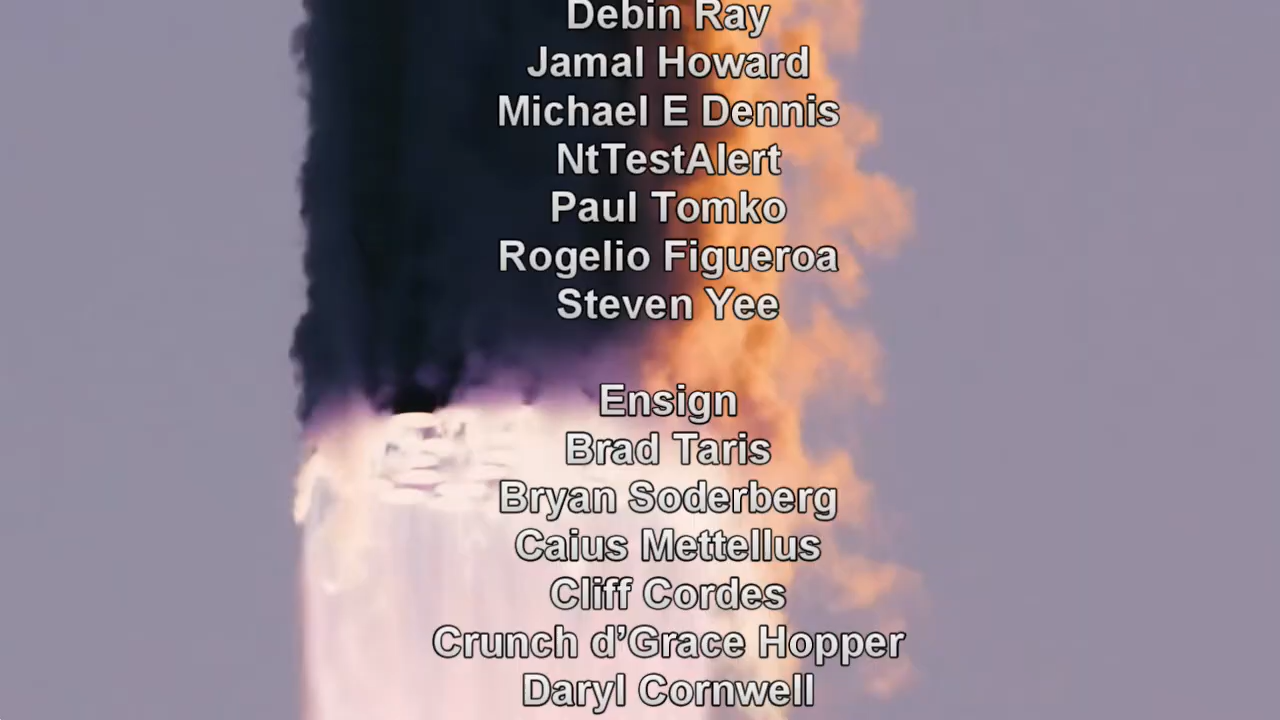 Debin Ray
Jamal Howard
Michael E Dennis
NtTestAlert
Paul Tomko
Rogelio Figueroa
Steven Yee
Ensign
Brad Taris
Bryan Soderberg
Caius Mettellus
Cliff Cordes
Crunch d’Grace Hopper
Daryl Cornwell